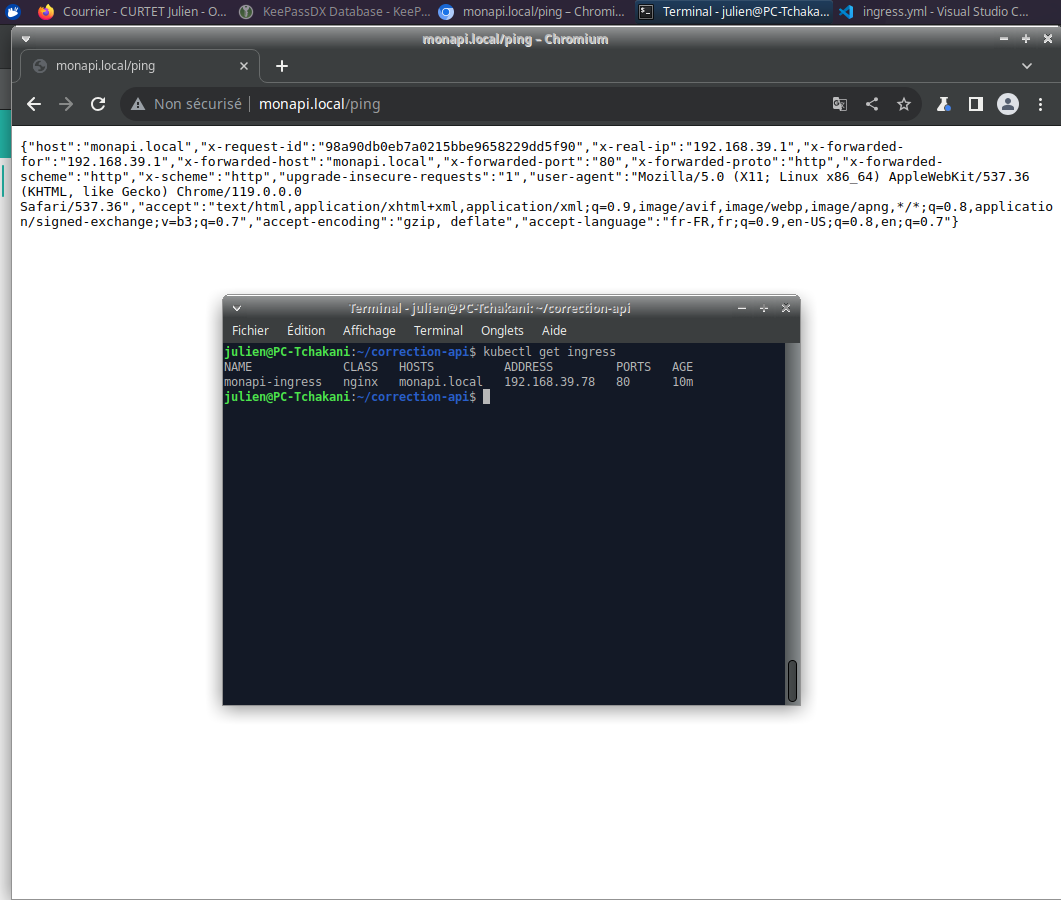 Courrier - CURTET Julien - O...
KeePassDX Database - KeeP...
monapi.local/ping – Chromi...
Terminal - julien@PC-Tchaka...
ingress.yml - Visual Studio C...
monapi.local/ping – Chromium
monapi.local/ping
Non sécurisé
monapi.local/ping
{"host":"monapi.local","x-request-id":"98a90db0eb7a0215bbe9658229dd5f90","x-real-ip":"192.168.39.1","x-forwarded-
for":"192.168.39.1","x-forwarded-host":"monapi.local","x-forwarded-port":"80","x-forwarded-proto":"http","x-forwarded-
scheme":"http","x-scheme":"http","upgrade-insecure-requests":"1","user-agent":"Mozilla/5.0 (X11; Linux x86_64) AppleWebKit/537.36
(KHTML, like Gecko) Chrome/119.0.0.0
Safari/537.36","accept":"text/html,application/xhtml+xml,application/xml;q=0.9,image/avif,image/webp,image/apng,*/*;q=0.8,applicatio
n/signed-exchange;v=b3;q=0.7","accept-encoding":"gzip, deflate","accept-language":"fr-FR,fr;q=0.9,en-US;q=0.8,en;q=0.7"}
Terminal - julien@PC-Tchakani: ~/correction-api
Fichier Édition Affichage Terminal Onglets Aide
julien@PC-Tchakani:~/correction-api$ kubectl get ingress
NAME CLASS HOSTS ADDRESS PORTS AGE
monapi-ingress nginx monapi.local 192.168.39.78 80 10m
julien@PC-Tchakani:~/correction-api$